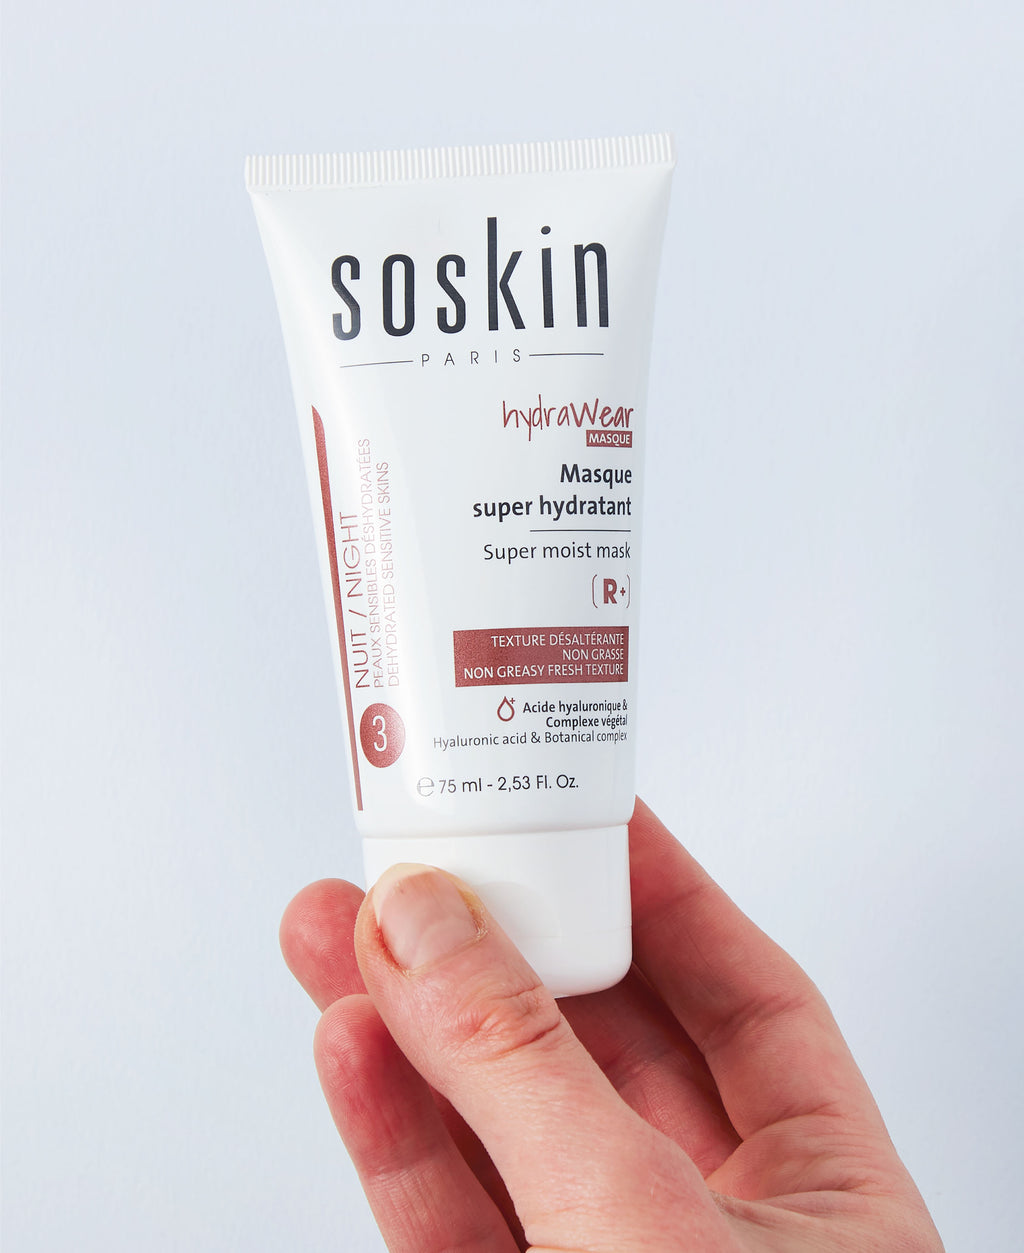 soskin
PARIS
hydraWear
MASQUE
Masque
super hydratant
Super moist mask
[R+]
TEXTURE DÉSALTÉRANTE
NON GRASSE
NON GREASY FRESH TEXTURE
Acide hyaluronique &
Complexe végétal
Hyaluronic acid & Botanical complex
℮ 75 ml - 2,53 Fl. Oz.
NUIT / NIGHT
PEAUX SENSIBLES DÉSHYDRATÉES
DEHYDRATED SENSITIVE SKINS
3